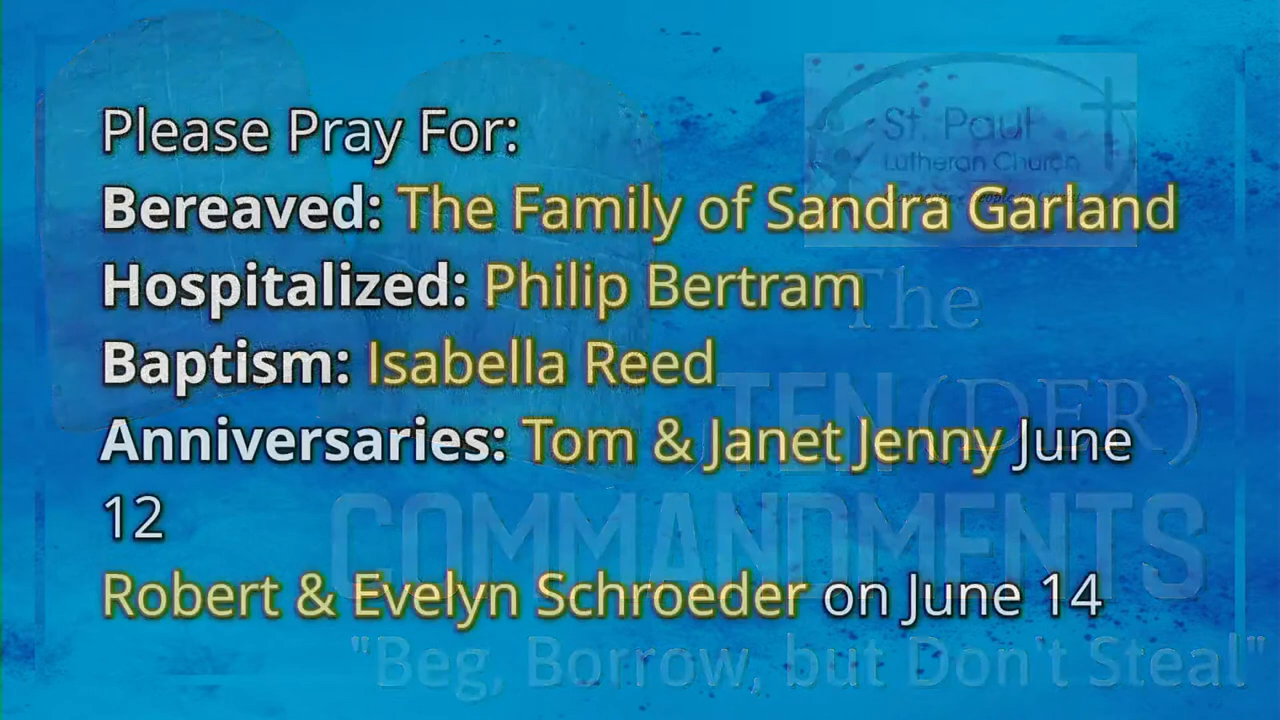 Please Pray For:
Bereaved: The Family of Sandra Garland
Hospitalized: Philip Bertram
Baptism: Isabella Reed
Anniversaries: Tom & Janet Jenny June
12
Robert & Evelyn Schroeder on June 14
St. Paul
Lutheran Church
The
TEN(DER)
COMMANDMENTS
"Beg, Borrow, but Don't Steal"